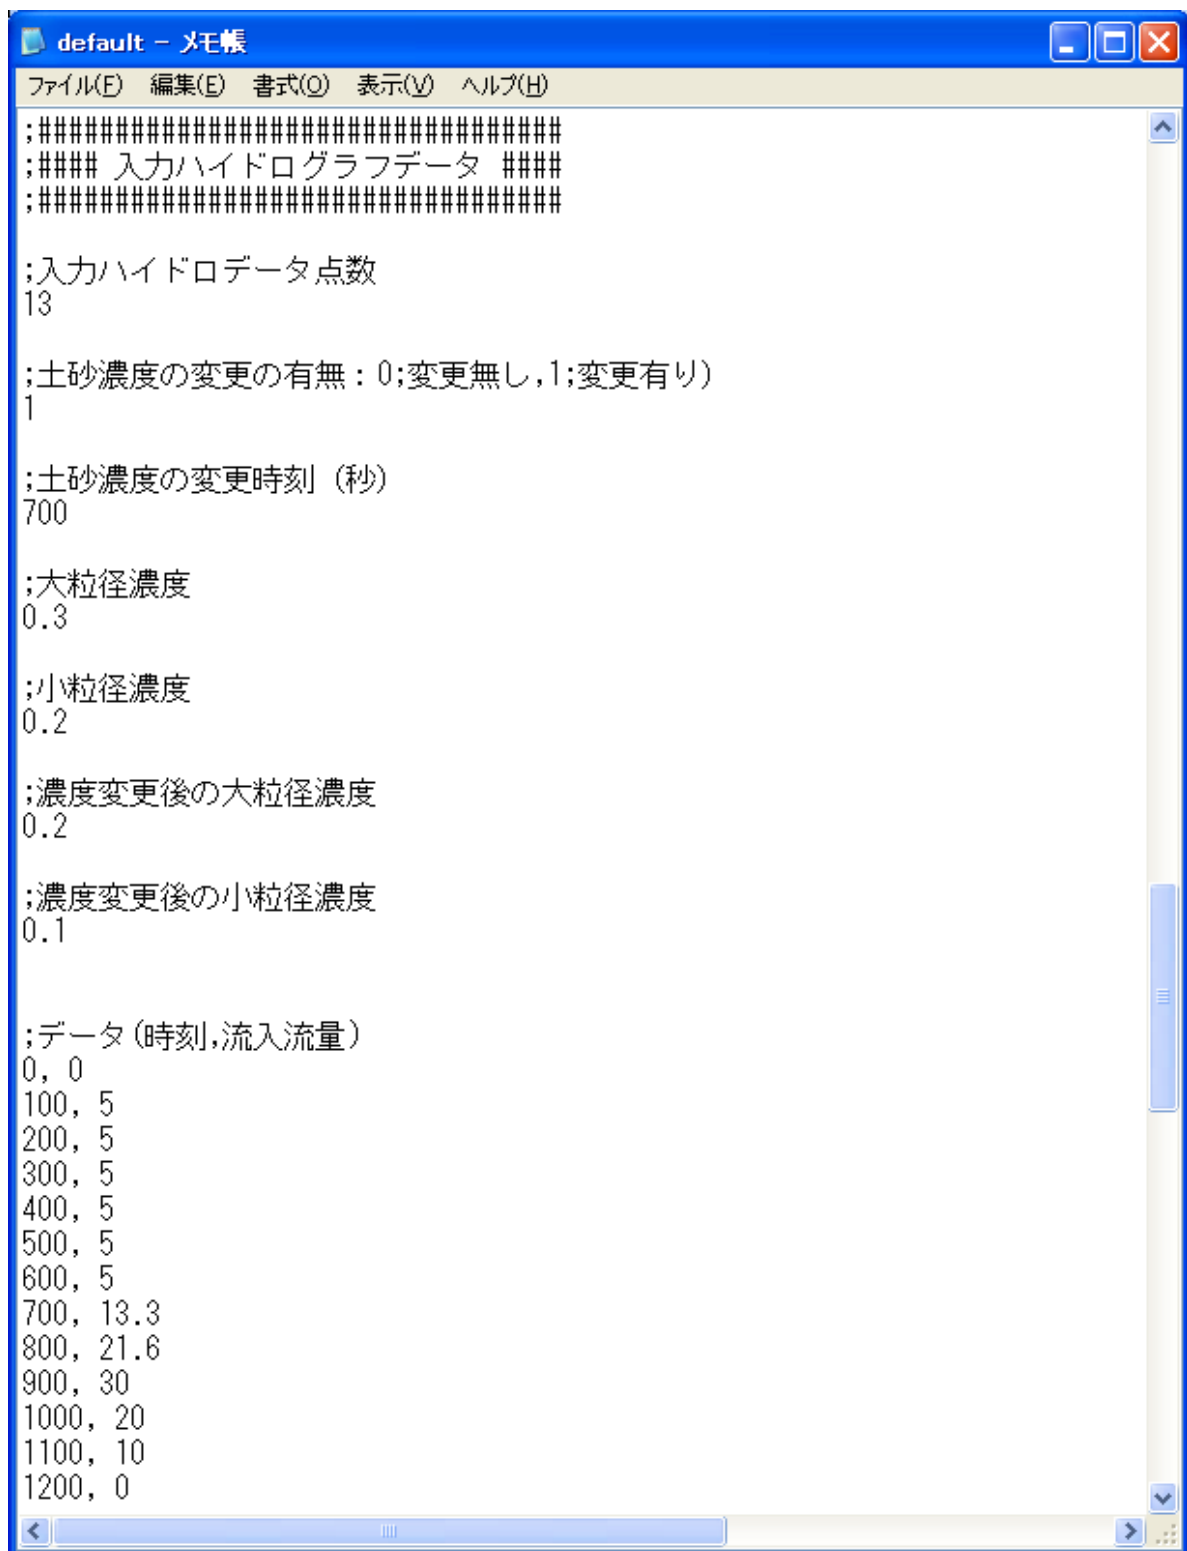 default - メモ帳
ファイル(F) 編集(E) 書式(O) 表示(V) ヘルプ(H)
;##################################
;#### 入力ハイドログラフデータ ####
;##################################
;入力ハイドロデータ点数
13
;土砂濃度の変更の有無：0;変更無し,1;変更有り)
1
;土砂濃度の変更時刻 (秒)
700
;大粒径濃度
0.3
;小粒径濃度
0.2
;濃度変更後の大粒径濃度
0.2
;濃度変更後の小粒径濃度
0.1
;データ(時刻,流入流量)
0, 0
100, 5
200, 5
300, 5
400, 5
500, 5
600, 5
700, 13.3
800, 21.6
900, 30
1000, 20
1100, 10
1200, 0